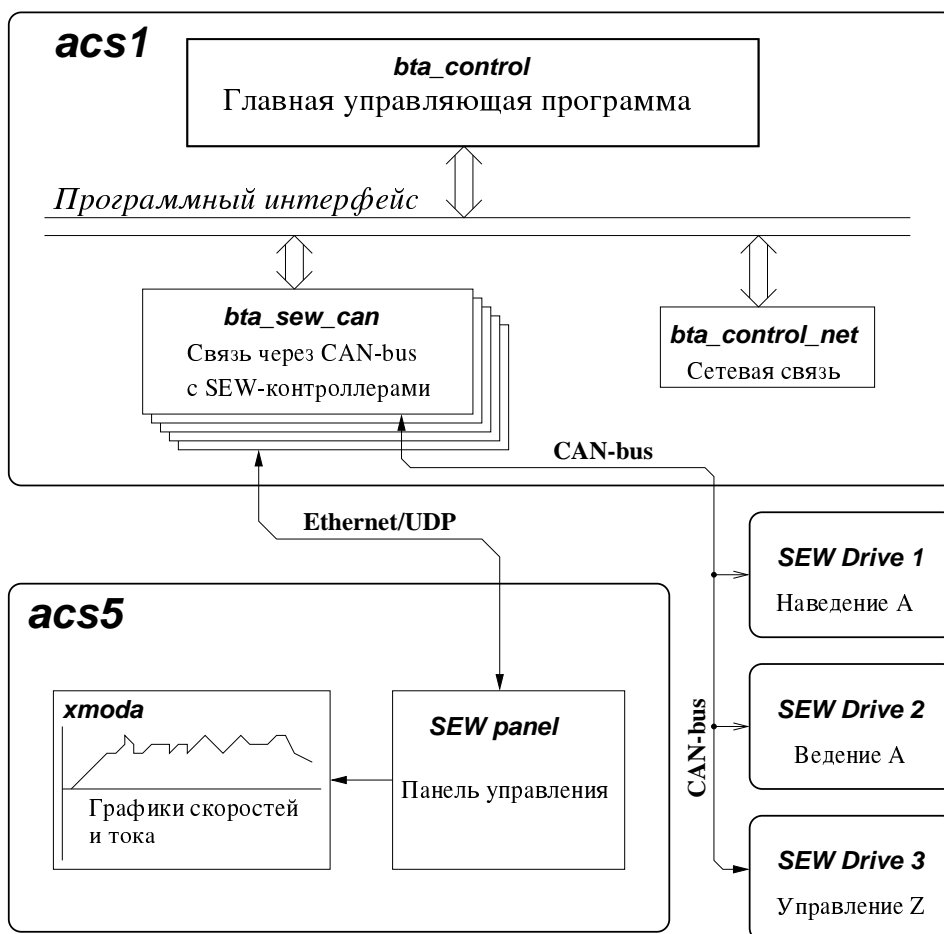 acs1
bta_control
Главная управляющая программа
Программный интерфейс
bta_sew_can
Связь через CAN-bus
с SEW-контроллерами
bta_control_net
Сетевая связь
CAN-bus
Ethernet/UDP
SEW Drive 1
Наведение A
acs5
xmoda
Графики скоростей
и тока
SEW panel
Панель управления
CAN-bus
SEW Drive 2
Ведение A
SEW Drive 3
Управление Z